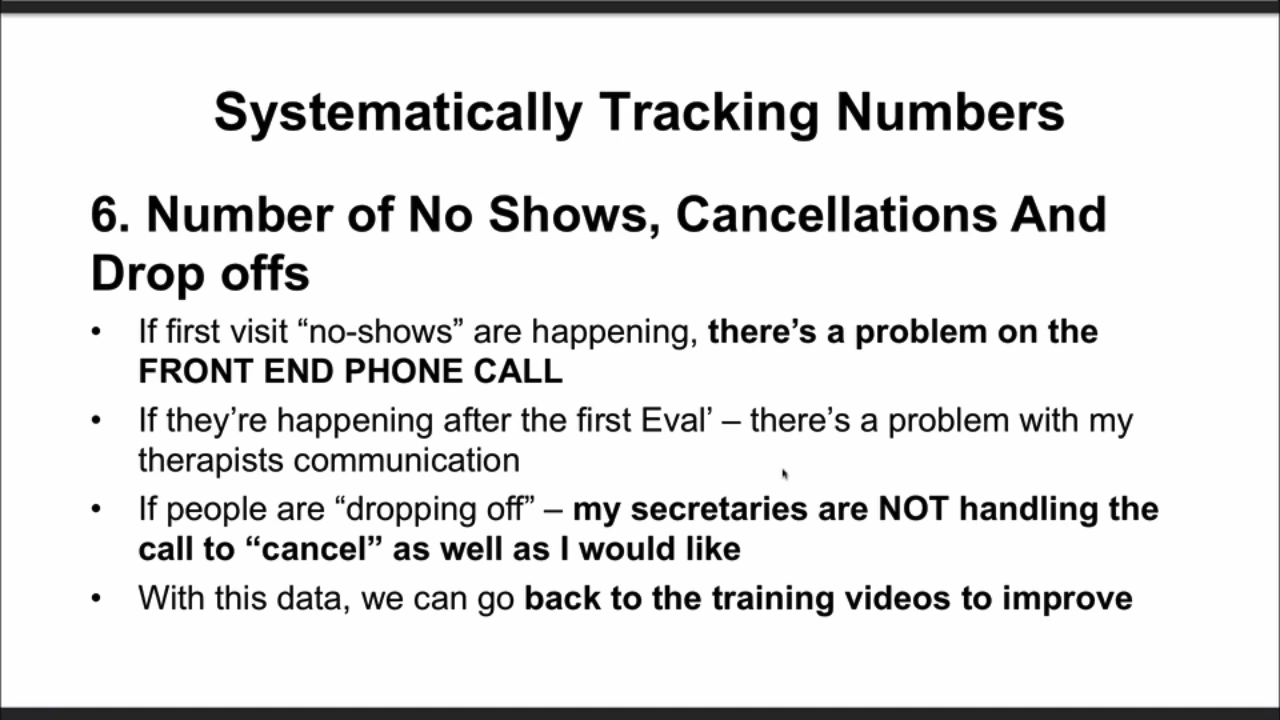 Systematically Tracking Numbers
6. Number of No Shows, Cancellations And
Drop offs
• If first visit “no-shows” are happening, there’s a problem on the
FRONT END PHONE CALL
• If they’re happening after the first Eval’ – there’s a problem with my
therapists communication
• If people are “dropping off” – my secretaries are NOT handling the
call to “cancel” as well as I would like
• With this data, we can go back to the training videos to improve